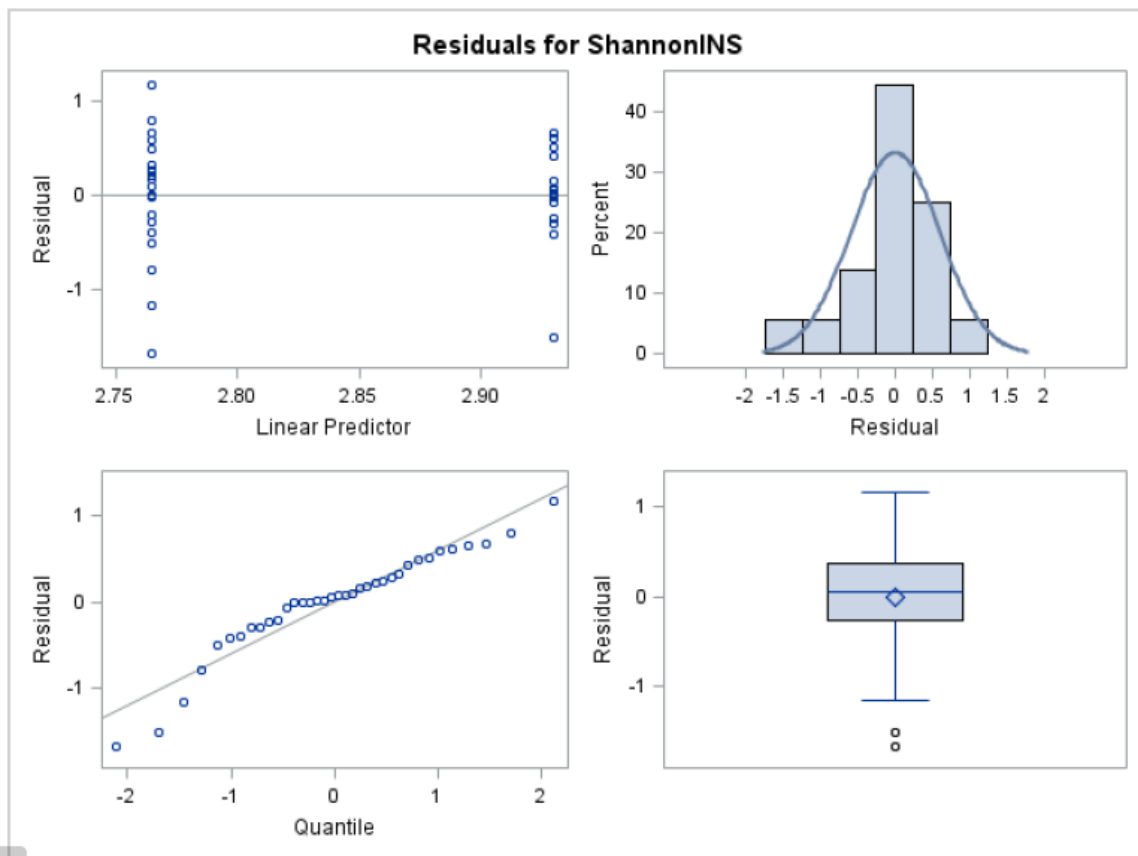 Residuals for ShannonINS
1
0
-1
Residual
2.75 2.80 2.85 2.90
Linear Predictor
40
30
20
10
0
Percent
-2 -1.5 -1 -0.5 0 0.5 1 1.5 2
Residual
1
0
-1
Residual
-2 -1 0 1 2
Quantile
1
0
-1
Residual